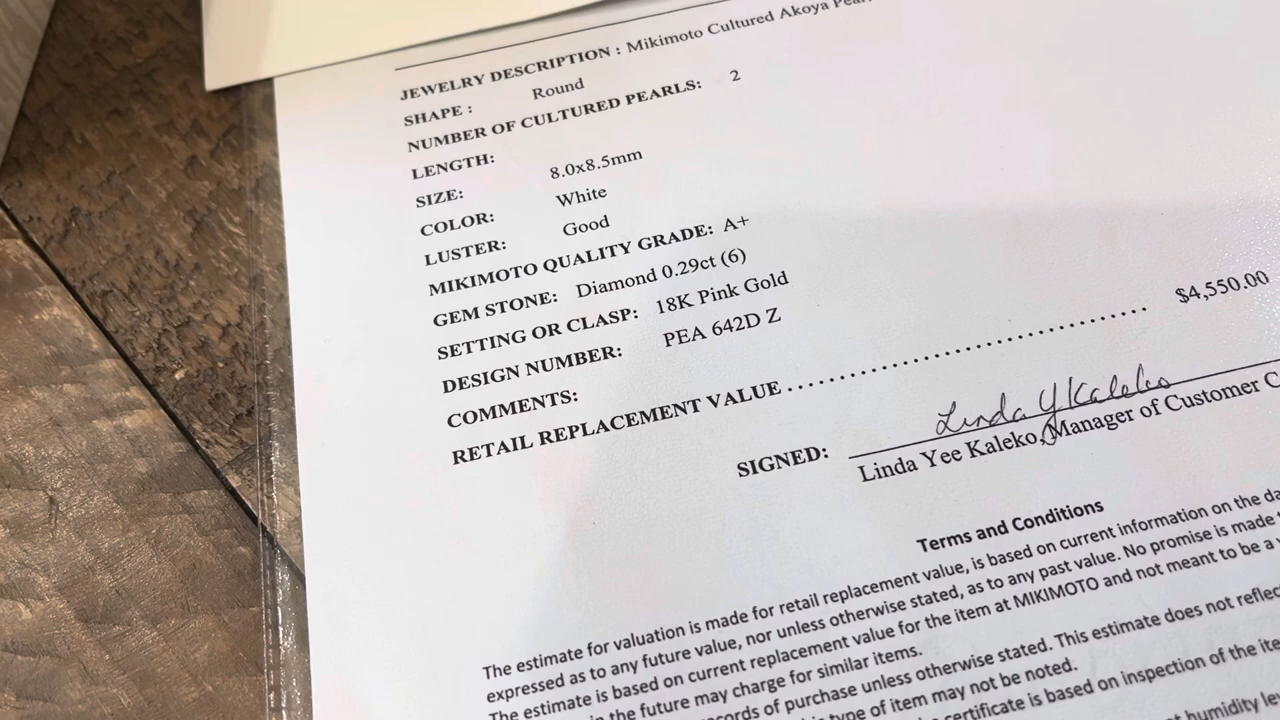 JEWELRY DESCRIPTION : Mikimoto Cultured Akoya
SHAPE : Round
NUMBER OF CULTURED PEARLS: 2
LENGTH:
SIZE: 8.0x8.5mm
COLOR: White
LUSTER: Good
MIKIMOTO QUALITY GRADE: A+
GEM STONE: Diamond 0.29ct (6)
SETTING OR CLASP: 18K Pink Gold
DESIGN NUMBER: PEA 642D Z
COMMENTS:
RETAIL REPLACEMENT VALUE ........................................ $4,550.00
SIGNED: Linda Y Kaleko
Linda Yee Kaleko, Manager of Customer
Terms and Conditions
The estimate for valuation is made for retail replacement value, is based on current information on the
expressed as to any future value, nor unless otherwise stated, as to any past value. No promise is made
The estimate is based on current replacement value for the item at MIKIMOTO and not meant to be a
in the future may charge for similar items.
of purchase unless otherwise stated. This estimate does not
type of item may not be noted.
certificate is based on inspection of the
humidity